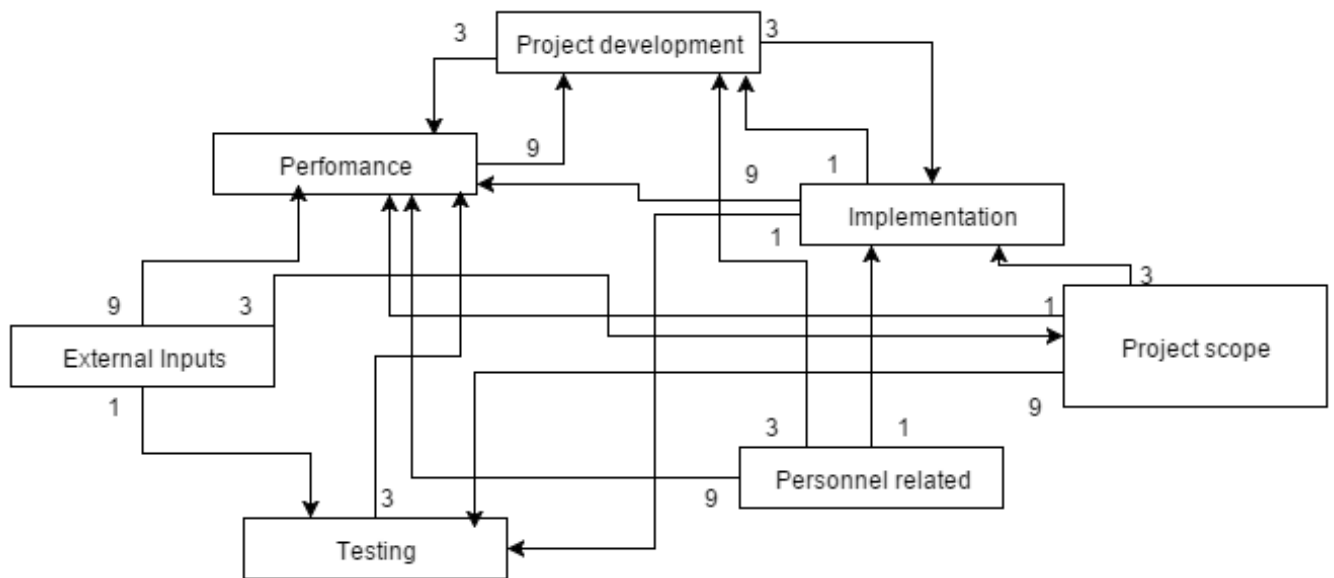 3
Project development
3
Perfomance
9
9
1
Implementation
1
3
9
3
1
External Inputs
Project scope
1
9
3
1
Personnel related
3
9
Testing